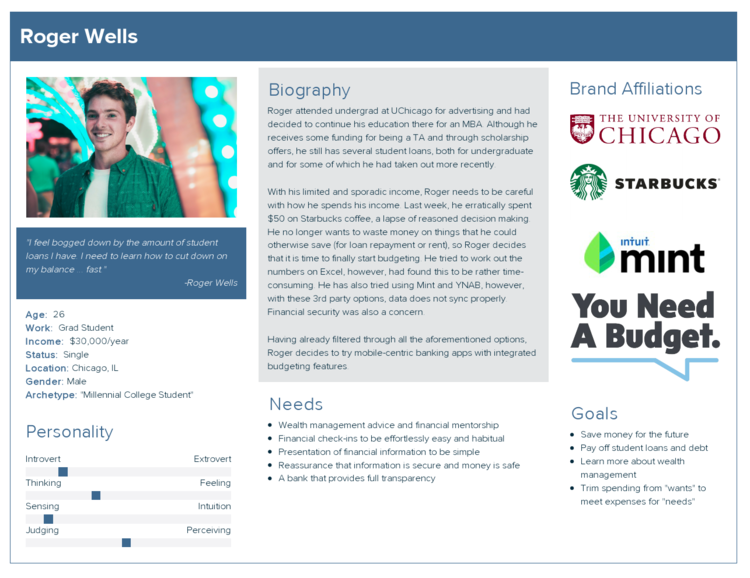 Roger Wells
"I feel bogged down by the amount of student
loans I have. I need to learn how to cut down on
my balance ... fast."
-Roger Wells
Age: 26
Work: Grad Student
Income: $30,000/year
Status: Single
Location: Chicago, IL
Gender: Male
Archetype: "Millennial College Student"
Personality
Introvert Extrovert
Thinking Feeling
Sensing Intuition
Judging Perceiving
Biography
Roger attended undergrad at UChicago for advertising and had
decided to continue his education there for an MBA. Although he
receives some funding for being a TA and through scholarship
offers, he still has several student loans, both for undergraduate
and for some of which he had taken out more recently.
With his limited and sporadic income, Roger needs to be careful
with how he spends his income. Last week, he erratically spent
$50 on Starbucks coffee, a lapse of reasoned decision making.
He no longer wants to waste money on things that he could
otherwise save (for loan repayment or rent), so Roger decides
that it is time to finally start budgeting. He tried to work out the
numbers on Excel, however, had found this to be rather time-
consuming. He has also tried using Mint and YNAB, however,
with these 3rd party options, data does not sync properly.
Financial security was also a concern.
Having already filtered through all the aforementioned options,
Roger decides to try mobile-centric banking apps with integrated
budgeting features.
Needs
Wealth management advice and financial mentorship
Financial check-ins to be effortlessly easy and habitual
Presentation of financial information to be simple
Reassurance that information is secure and money is safe
A bank that provides full transparency
Brand Affiliations
THE UNIVERSITY OF
CHICAGO
STARBUCKS
intuit
mint
You Need
A Budget.
Goals
Save money for the future
Pay off student loans and debt
Learn more about wealth
management
Trim spending from "wants" to
meet expenses for "needs"